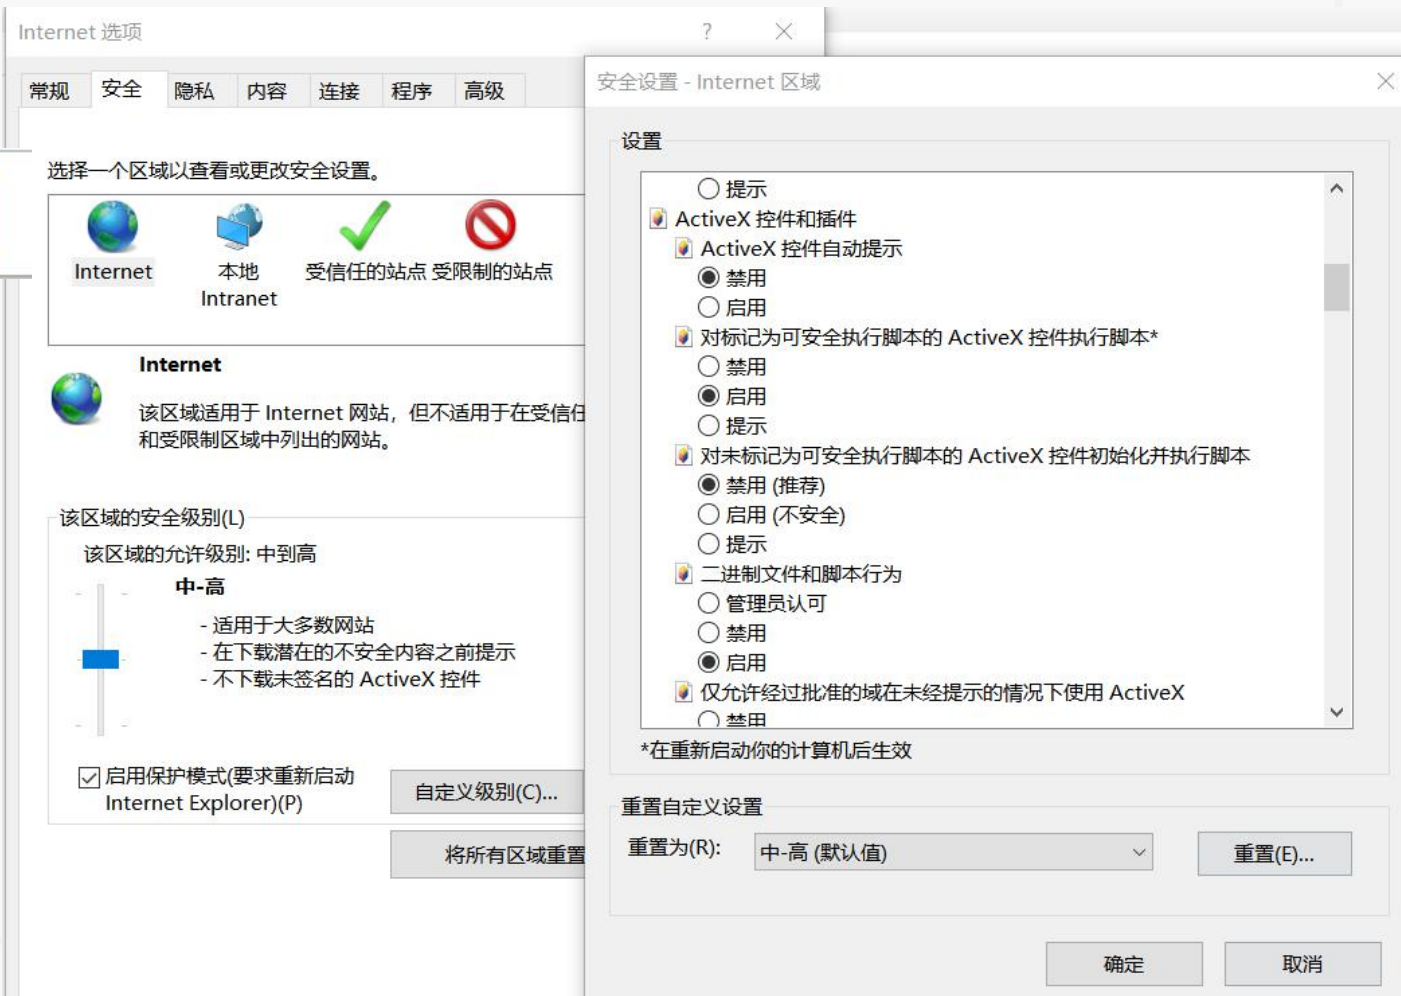 Internet 选项
?
常规 安全 隐私 内容 连接 程序 高级
选择一个区域以查看或更改安全设置。
Internet
本地
Intranet
受信任的站点
受限制的站点
Internet
该区域适用于 Internet 网站，但不适用于在受信任
和受限制区域中列出的网站。
该区域的安全级别(L)
该区域的允许级别: 中到高
中-高
- 适用于大多数网站
- 在下载潜在的不安全内容之前提示
- 不下载未签名的 ActiveX 控件
启用保护模式(要求重新启动
Internet Explorer)(P)
自定义级别(C)...
将所有区域重置
安全设置 - Internet 区域
设置
提示
ActiveX 控件和插件
ActiveX 控件自动提示
禁用
启用
对标记为可安全执行脚本的 ActiveX 控件执行脚本*
禁用
启用
提示
对未标记为可安全执行脚本的 ActiveX 控件初始化并执行脚本
禁用 (推荐)
启用 (不安全)
提示
二进制文件和脚本行为
管理员认可
禁用
启用
仅允许经过批准的域在未经提示的情况下使用 ActiveX
禁用
*在重新启动你的计算机后生效
重置自定义设置
重置为(R):
中-高 (默认值)
重置(E)...
确定
取消